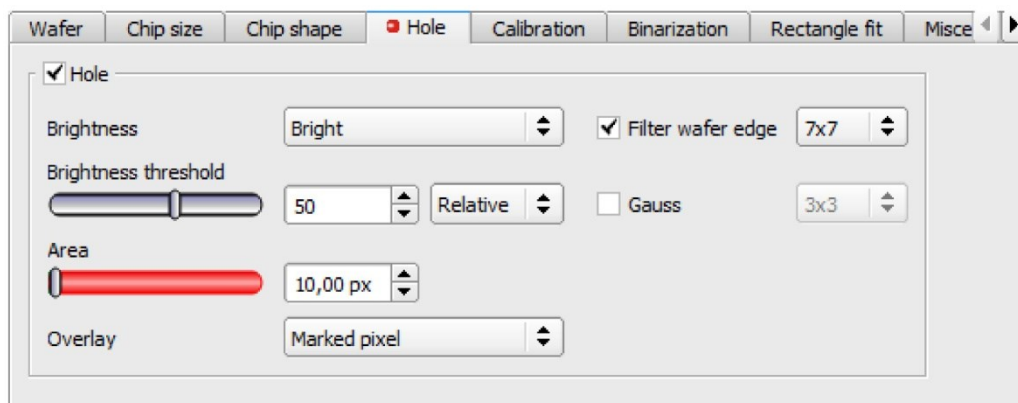 Wafer Chip size Chip shape Hole Calibration Binarization Rectangle fit Misce
Hole
Brightness Bright Filter wafer edge 7x7
Brightness threshold
50 Relative Gauss 3x3
Area
10,00 px
Overlay Marked pixel